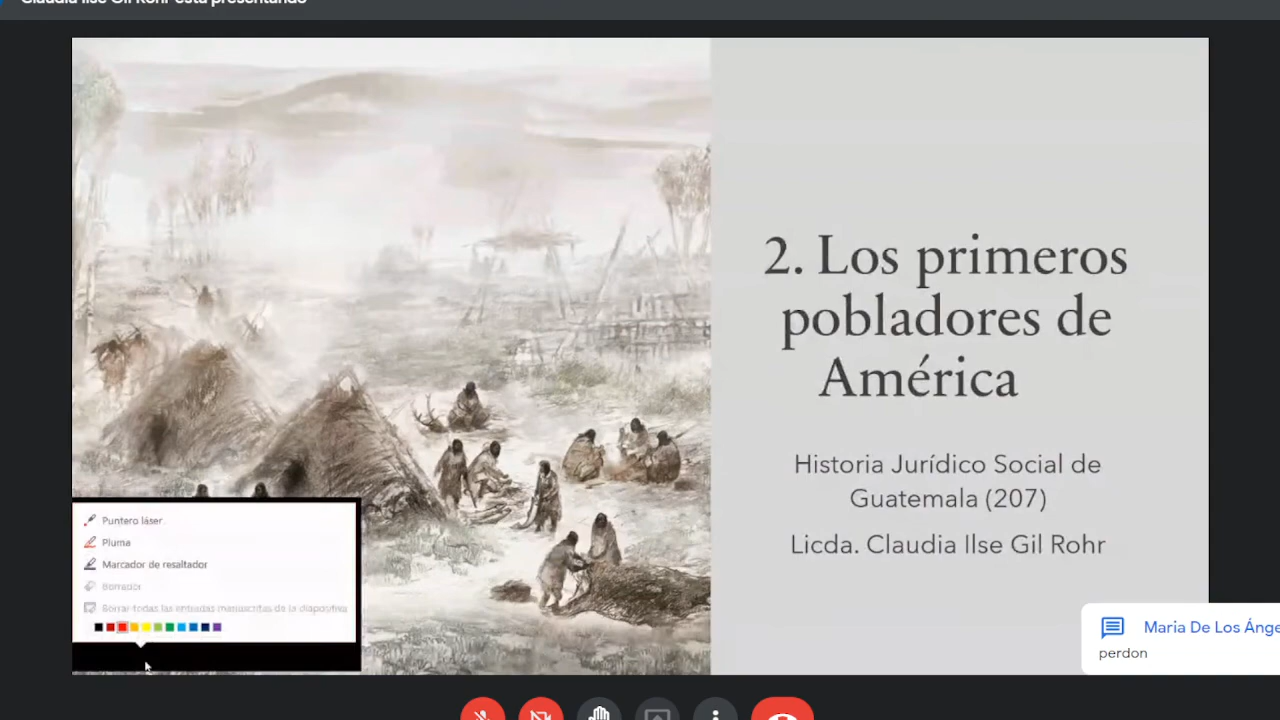 Claudia Ilse Gil Rohr está presentando
2. Los primeros
pobladores de
América
Historia Jurídico Social de
Guatemala (207)
Licda. Claudia Ilse Gil Rohr
Puntero láser
Pluma
Marcador de resaltador
Borrador
Borrar todas las entradas manuscritas de la diapositiva
Maria De Los Ánge
perdon